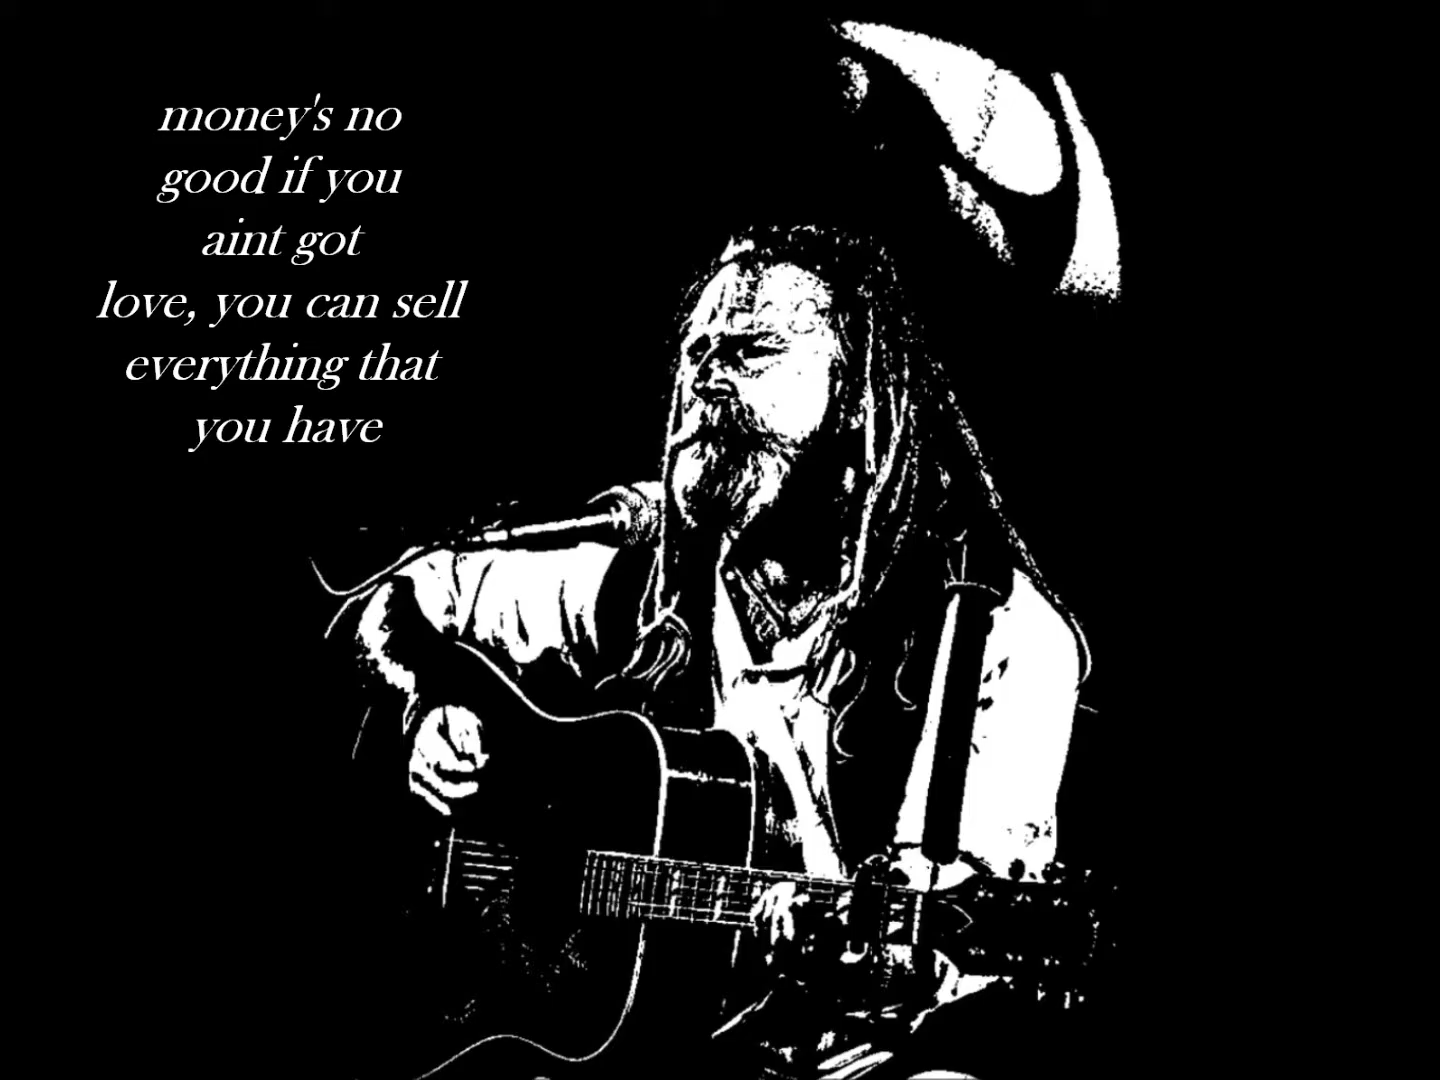 money's no
good if you
aint got
love, you can sell
everything that
you have